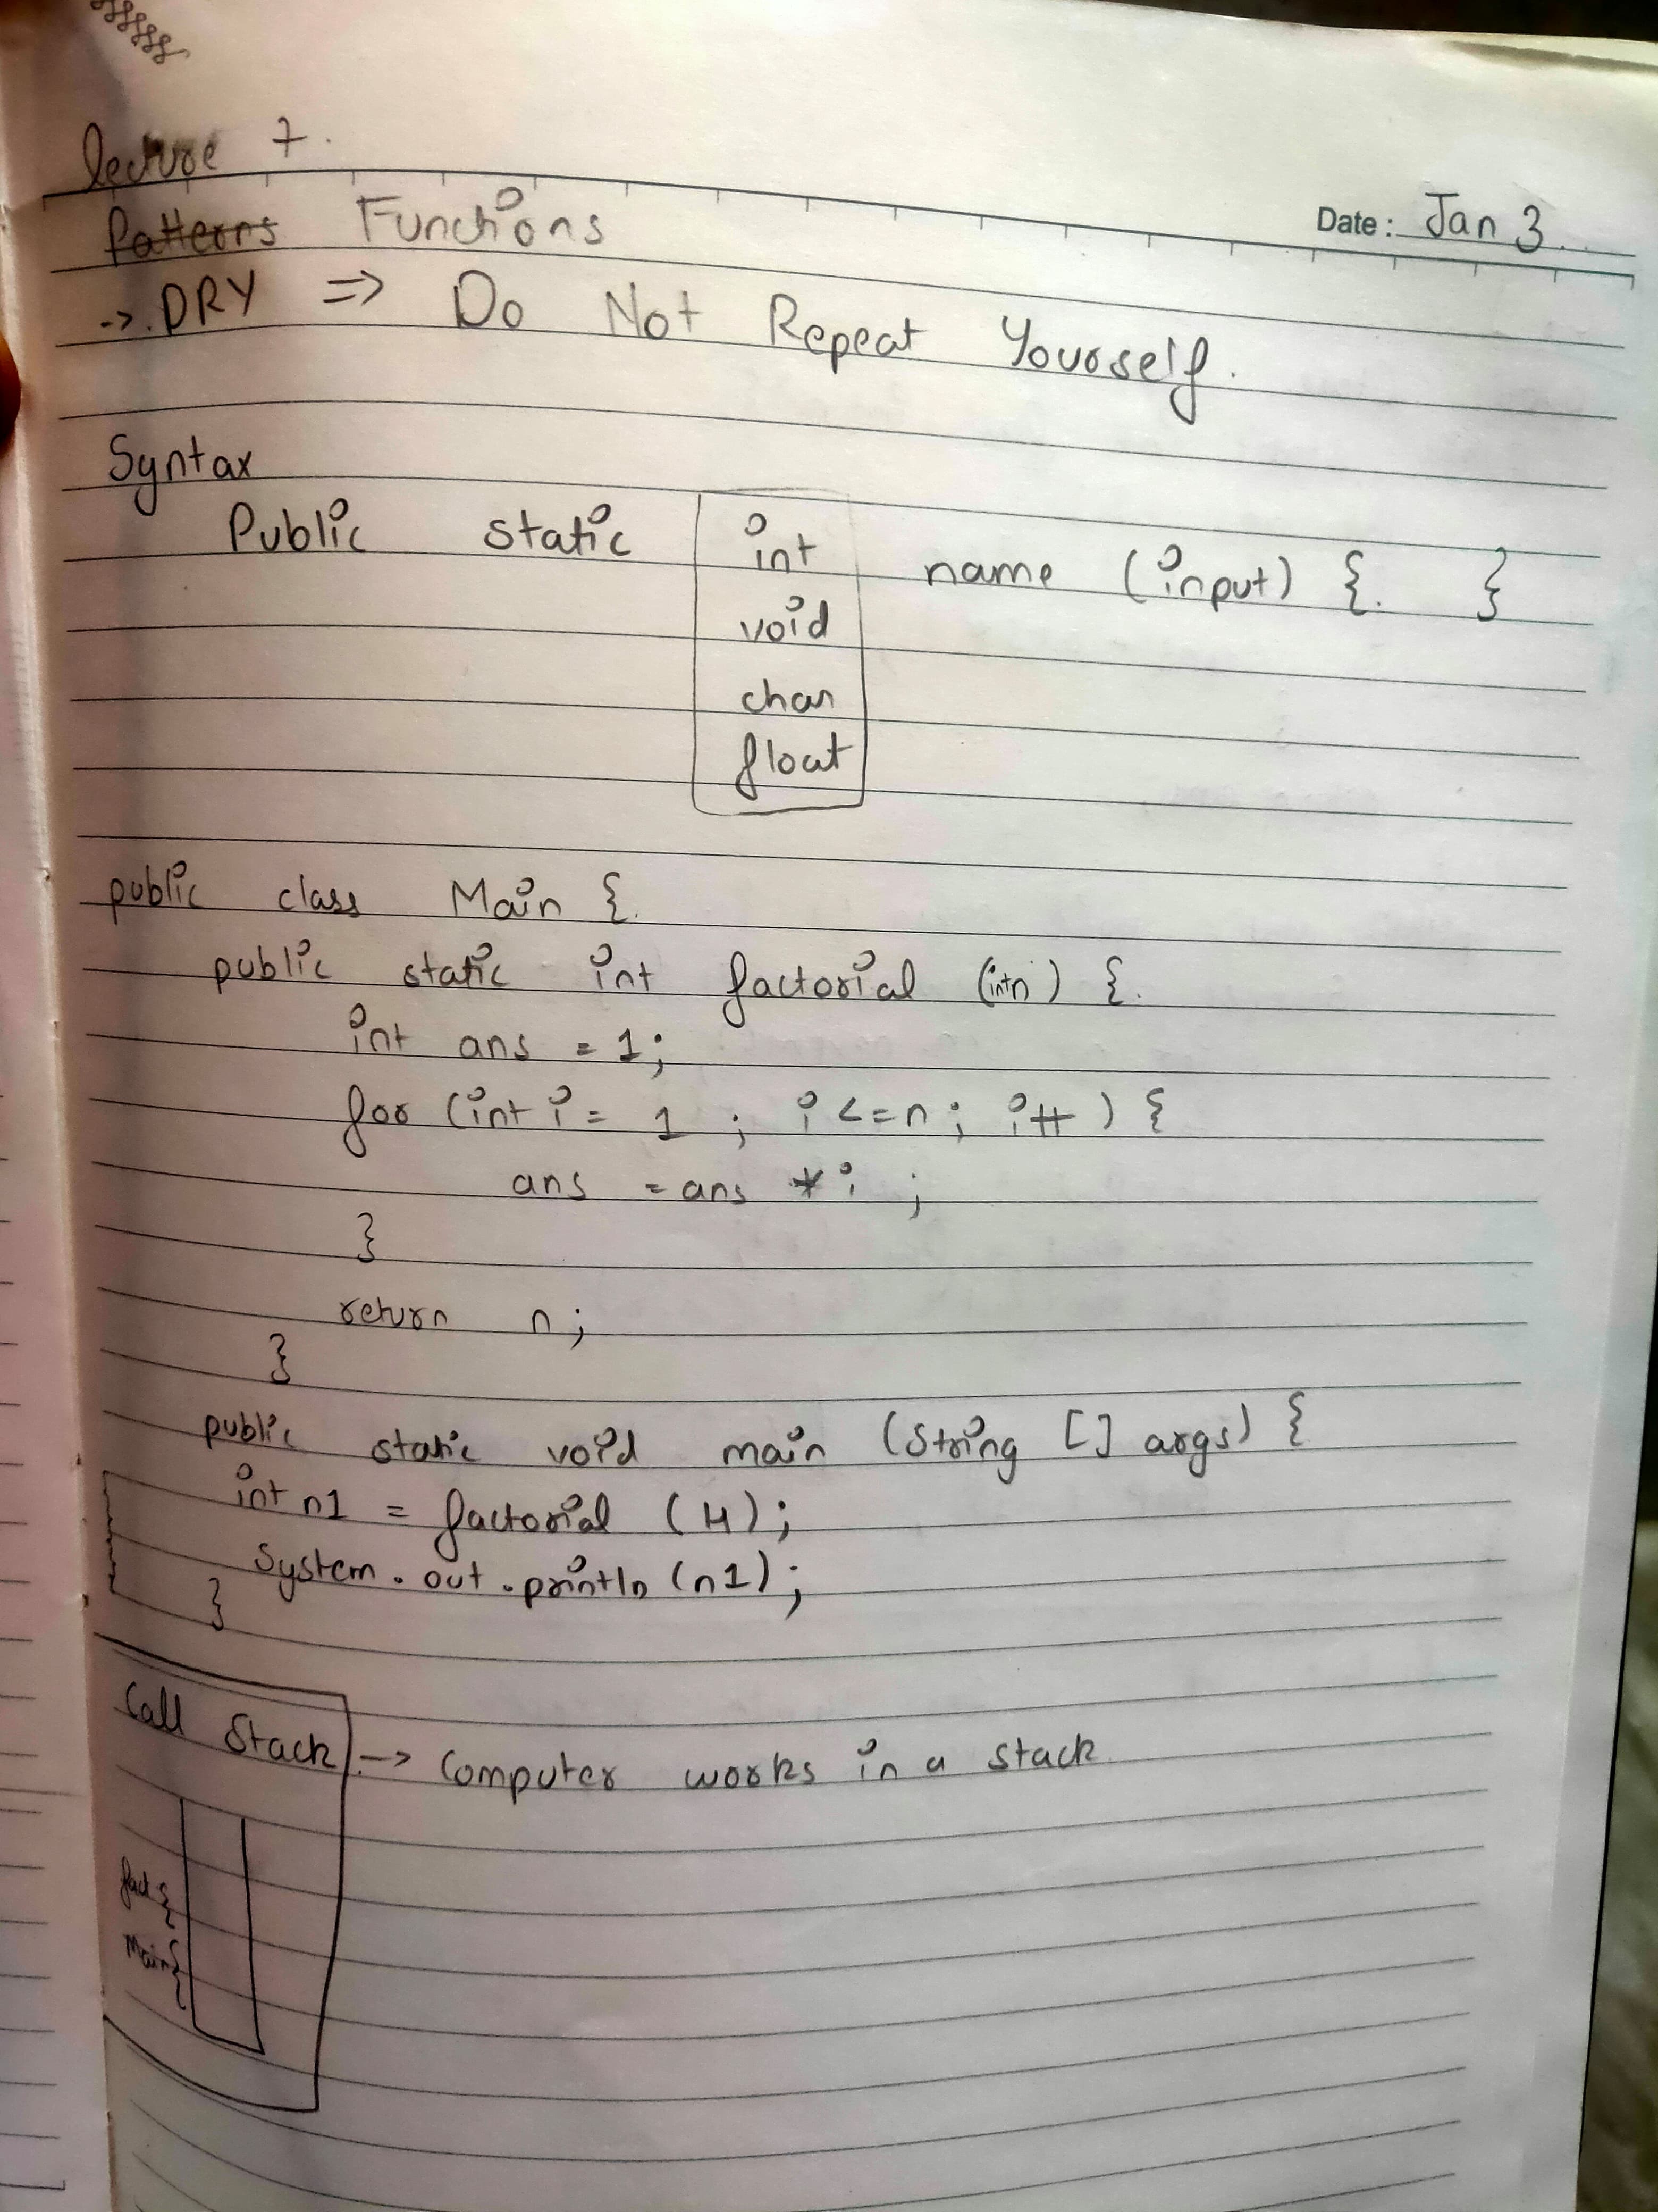 lecture 7.
Patterns Functions
Date: Jan 3.
->. DRY => Do Not Repeat Yourself.
Syntax
Public static int name (input) {. }
void
char
float
public class Main {.
public static int factorial (int n) {.
int ans = 1;
for (int i = 1 ; i <= n ; i++ ) {
ans = ans * i ;
}
return n ;
}
public static void main (String [] args) {
int n1 = factorial (4);
System.out.println (n1);
}
Call Stack -> Computer works in a stack
fact {
Main {